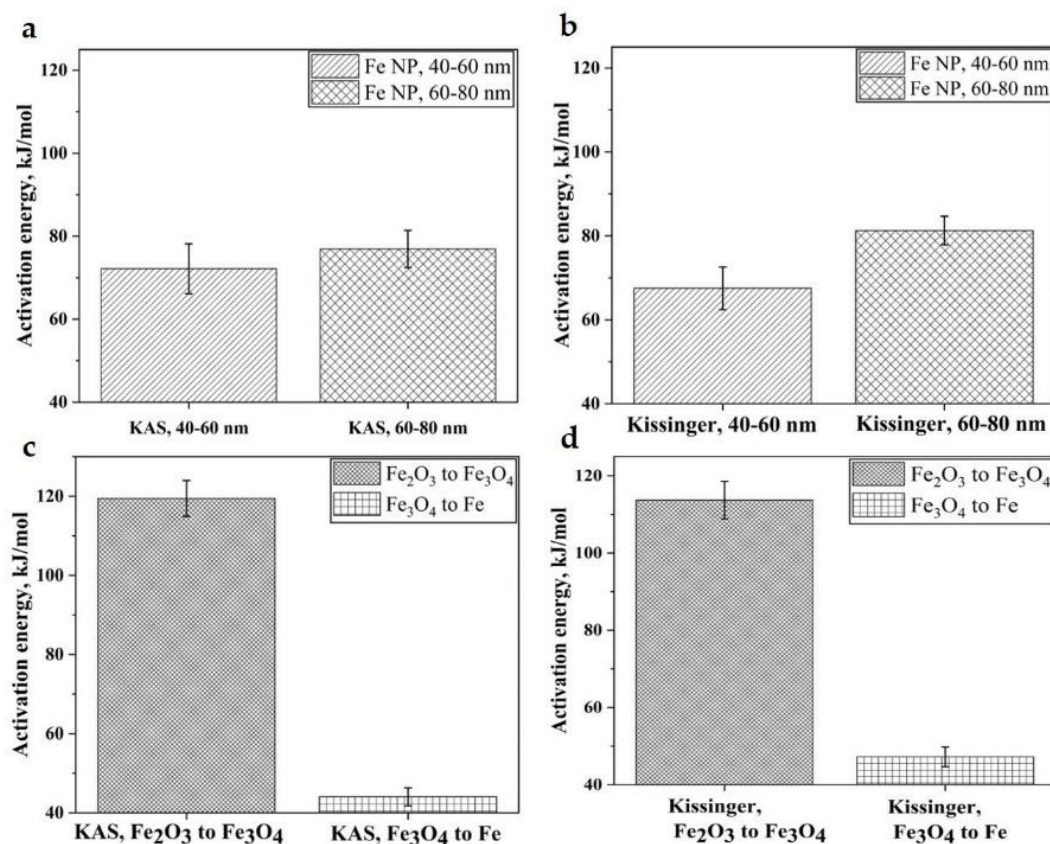 a
Activation energy, kJ/mol
120
100
80
60
40
Fe NP, 40-60 nm
Fe NP, 60-80 nm
KAS, 40-60 nm
KAS, 60-80 nm
b
Activation energy, kJ/mol
120
100
80
60
40
Fe NP, 40-60 nm
Fe NP, 60-80 nm
Kissinger, 40-60 nm
Kissinger, 60-80 nm
c
Activation energy, kJ/mol
120
100
80
60
40
Fe₂O₃ to Fe₃O₄
Fe₃O₄ to Fe
KAS, Fe₂O₃ to Fe₃O₄
KAS, Fe₃O₄ to Fe
d
Activation energy, kJ/mol
120
100
80
60
40
Fe₂O₃ to Fe₃O₄
Fe₃O₄ to Fe
Kissinger,
Fe₂O₃ to Fe₃O₄
Kissinger,
Fe₃O₄ to Fe